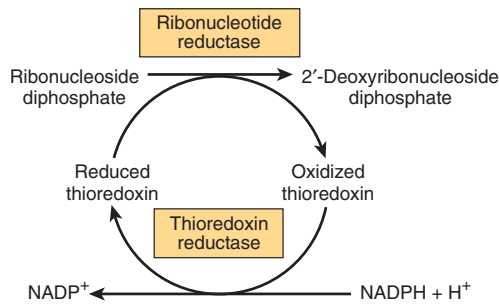 Ribonucleotide
reductase
Ribonucleoside
diphosphate
2′-Deoxyribonucleoside
diphosphate
Reduced
thioredoxin
Oxidized
thioredoxin
Thioredoxin
reductase
NADP⁺
NADPH + H⁺